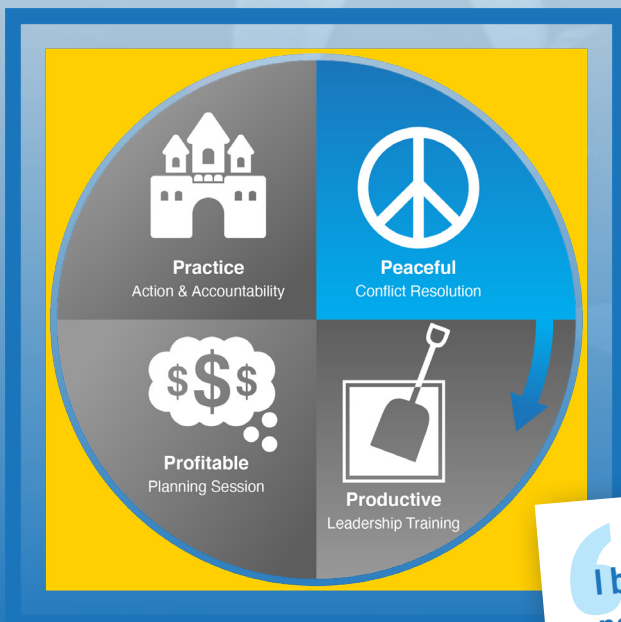 Practice
Action & Accountability
Peaceful
Conflict Resolution
$$$
Profitable
Planning Session
Productive
Leadership Training
I